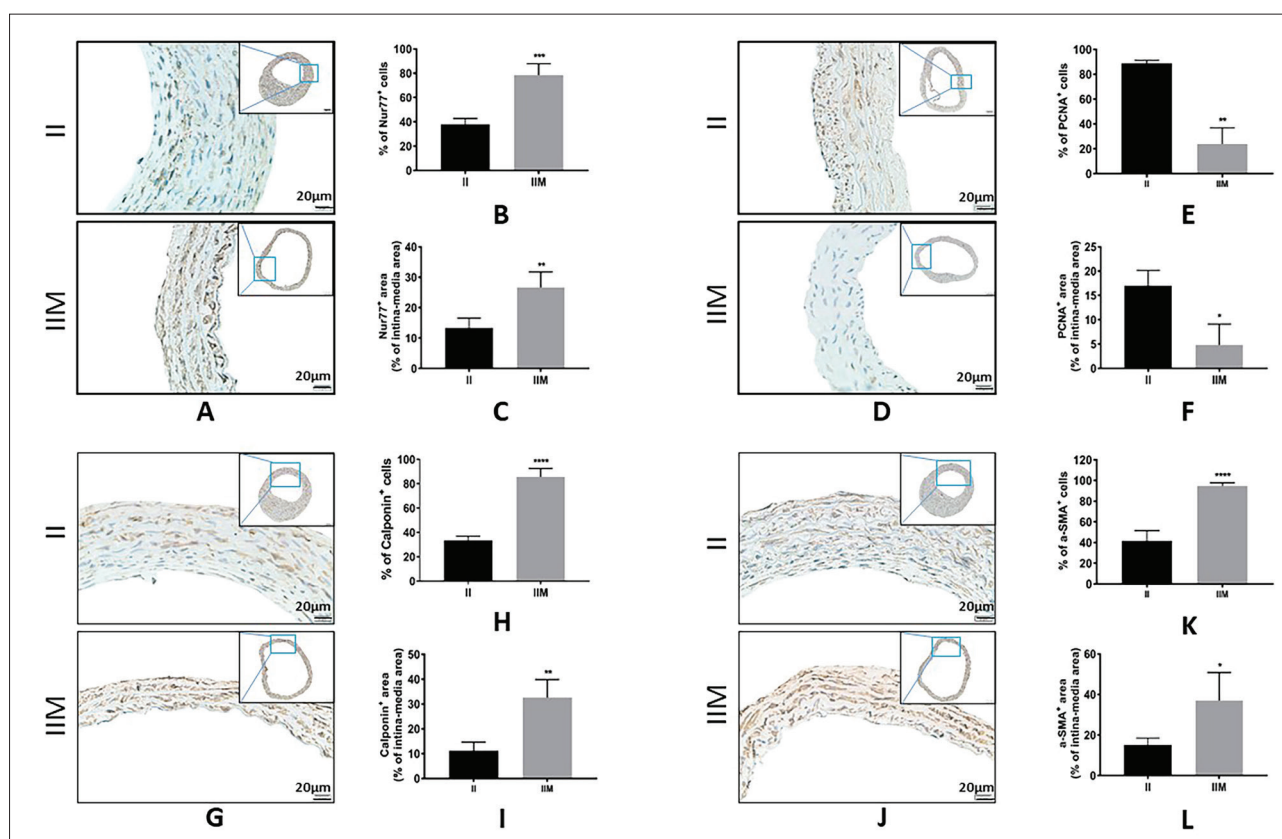 II
20µm
IIM
20µm
A
% of Nur77⁺ cells
100
80
60
40
20
0
***
II
IIM
B
Nur77⁺ area
(% of intina-media area)
40
30
20
10
0
**
II
IIM
C
II
20µm
IIM
20µm
D
% of PCNA⁺ cells
100
80
60
40
20
0
**
II
IIM
E
PCNA⁺ area
(% of intina-media area)
25
20
15
10
5
0
*
II
IIM
F
II
20µm
IIM
20µm
G
% of Calponin⁺ cells
100
80
60
40
20
0
****
II
IIM
H
Calponin⁺ area
(% of intina-media area)
50
40
30
20
10
0
**
II
IIM
I
II
20µm
IIM
20µm
J
% of a-SMA⁺ cells
120
100
80
60
40
20
0
****
II
IIM
K
a-SMA⁺ area
(% of intina-media area)
60
40
20
0
*
II
IIM
L